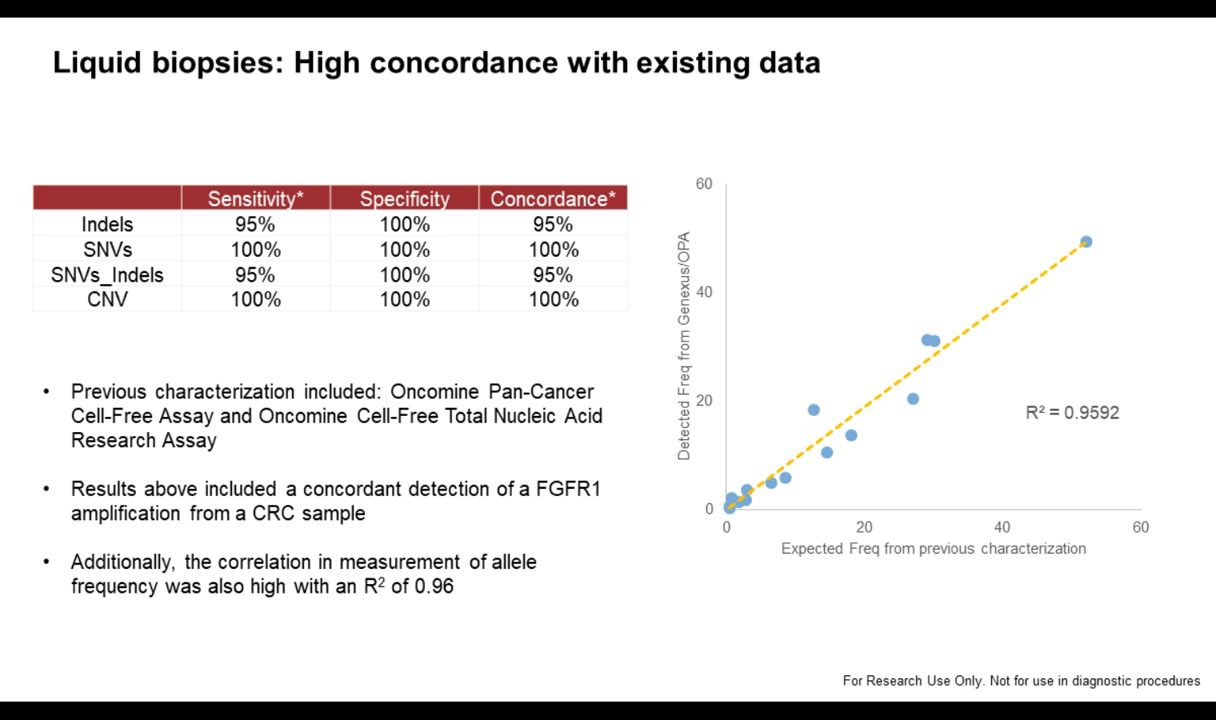 Liquid biopsies: High concordance with existing data
Sensitivity* Specificity Concordance*
Indels 95% 100% 95%
SNVs 100% 100% 100%
SNVs_Indels 95% 100% 95%
CNV 100% 100% 100%
• Previous characterization included: Oncomine Pan-Cancer
Cell-Free Assay and Oncomine Cell-Free Total Nucleic Acid
Research Assay
• Results above included a concordant detection of a FGFR1
amplification from a CRC sample
• Additionally, the correlation in measurement of allele
frequency was also high with an R² of 0.96
Detected Freq from Genexus/OPA
60
40
20
0
R² = 0.9592
0 20 40 60
Expected Freq from previous characterization
For Research Use Only. Not for use in diagnostic procedures